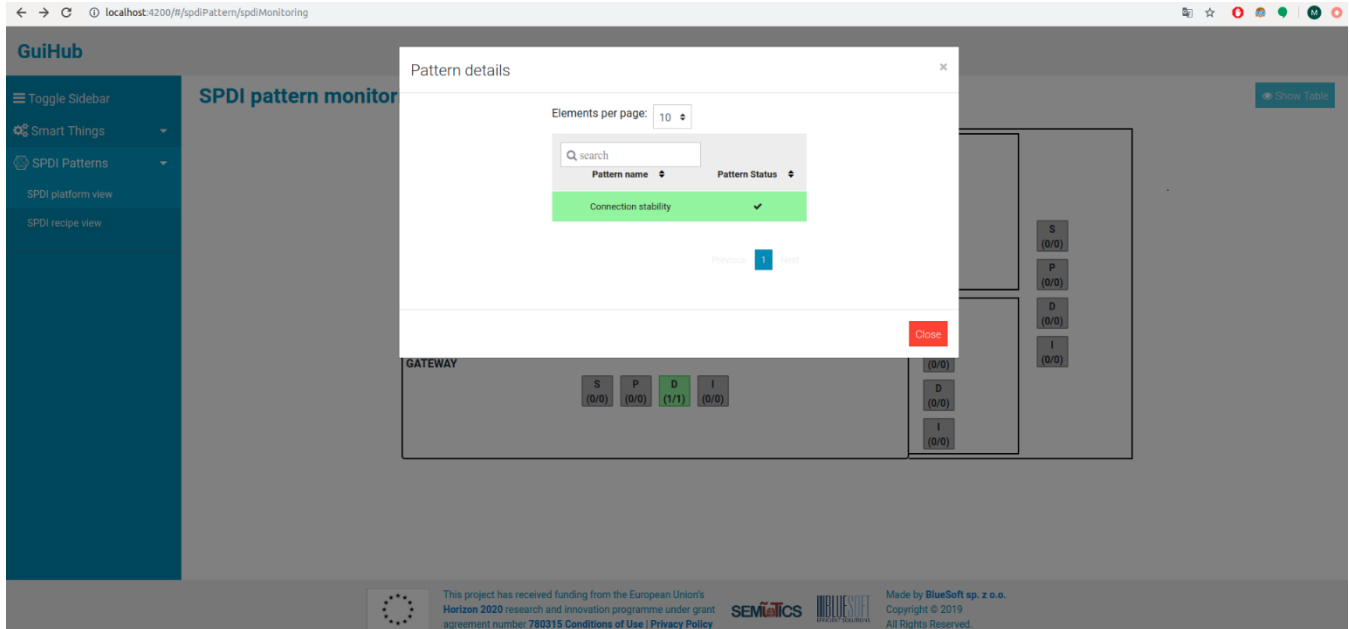 localhost:4200/#/spdiPattern/spdiMonitoring
M
GuiHub
Toggle Sidebar
Smart Things
SPDI Patterns
SPDI platform view
SPDI recipe view
SPDI pattern monitor
Show Table
Pattern details
×
Elements per page: 10
search
Pattern name
Pattern Status
Connection stability
Previous 1 Next
Close
S
(0/0)
P
(0/0)
D
(0/0)
I
(0/0)
GATEWAY
S
(0/0)
P
(0/0)
D
(1/1)
I
(0/0)
(0/0)
D
(0/0)
I
(0/0)
This project has received funding from the European Union's
Horizon 2020 research and innovation programme under grant
agreement number 780315 Conditions of Use | Privacy Policy
SEMIoTICS
BLUESOFT
EFFICIENT SOLUTIONS
Made by BlueSoft sp. z o.o.
Copyright © 2019
All Rights Reserved.